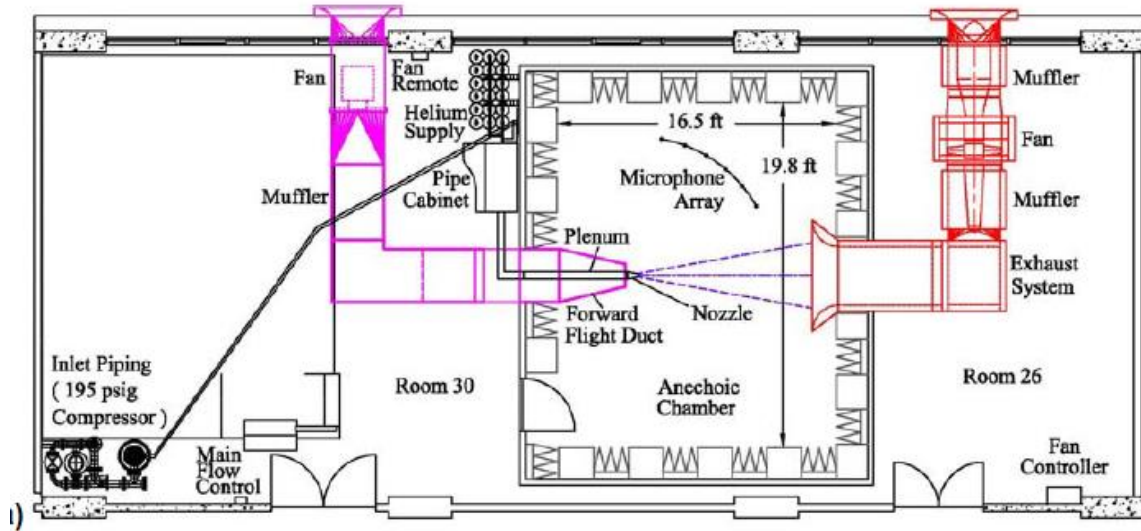 Fan
Fan
Remote
Helium
Supply
Pipe
Cabinet
Muffler
16.5 ft
19.8 ft
Microphone
Array
Muffler
Fan
Muffler
Plenum
Exhaust
System
Forward
Flight Duct
Nozzle
Inlet Piping
( 195 psig
Compressor )
Room 30
Anechoic
Chamber
Room 26
Main
Flow
Control
Fan
Controller
)